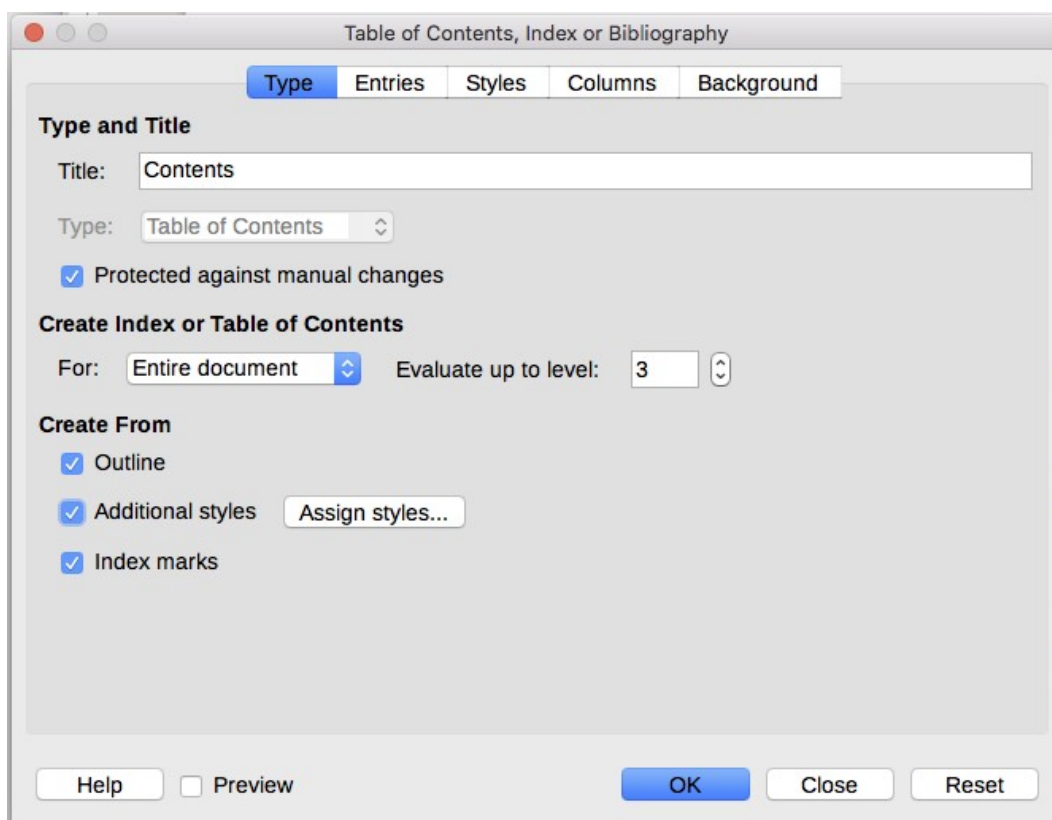 Table of Contents, Index or Bibliography
Type Entries Styles Columns Background
Type and Title
Title: Contents
Type: Table of Contents
Protected against manual changes
Create Index or Table of Contents
For: Entire document Evaluate up to level: 3
Create From
Outline
Additional styles Assign styles...
Index marks
Help Preview OK Close Reset